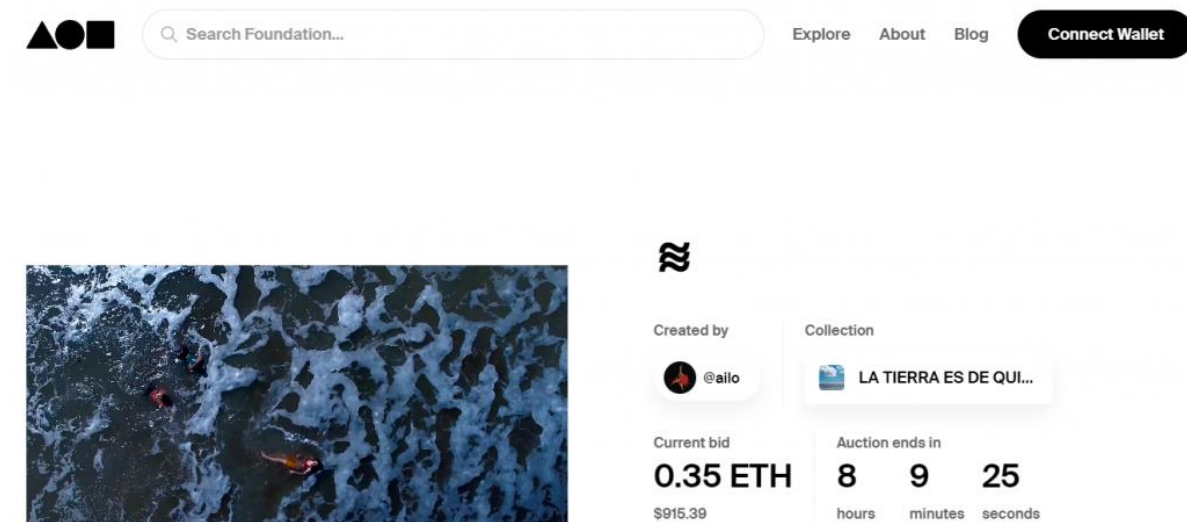 Search Foundation...
Explore About Blog Connect Wallet
≋
Created by
@ailo
Collection
LA TIERRA ES DE QUI...
Current bid
0.35 ETH
$915.39
Auction ends in
8 9 25
hours minutes seconds